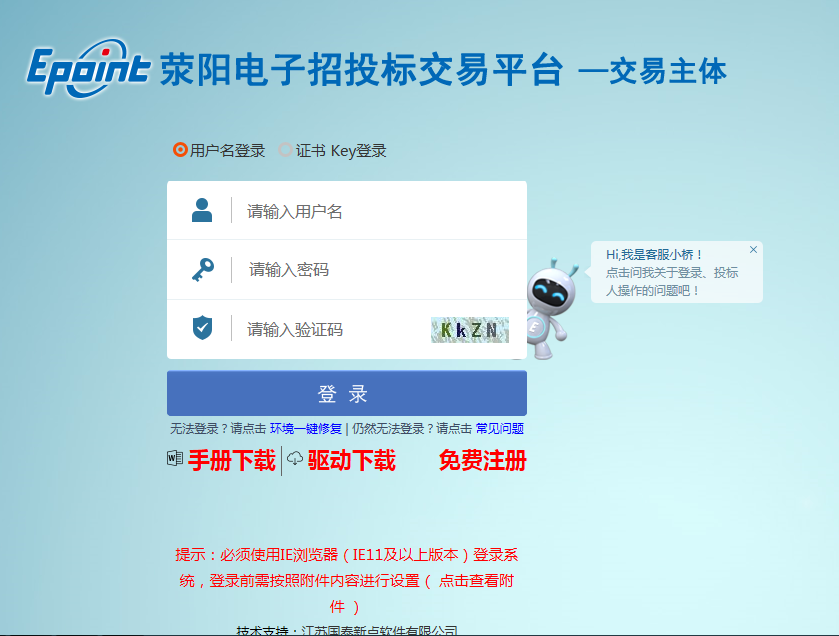 Epoint 荥阳电子招投标交易平台 —交易主体
用户名登录 证书 Key登录
请输入用户名
Hi,我是客服小桥！
点击问我关于登录、投标
人操作的问题吧！
请输入密码
请输入验证码 KkZN
登 录
无法登录？请点击 环境一键修复 | 仍然无法登录？请点击 常见问题
手册下载 驱动下载 免费注册
提示：必须使用IE浏览器（IE11及以上版本）登录系
统，登录前需按照附件内容进行设置（ 点击查看附
件 ）
技术支持：江苏国泰新点软件有限公司